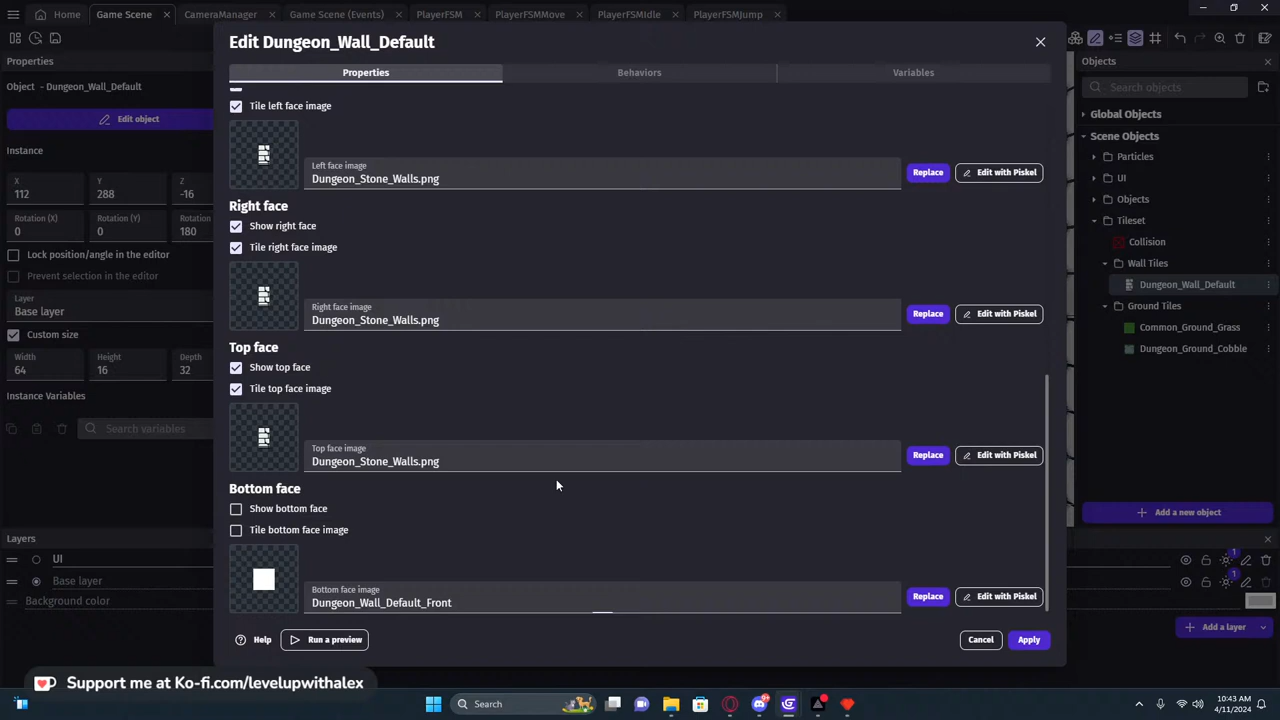 Home
Game Scene
CameraManager
Game Scene (Events)
PlayerFSM
PlayerFSMMove
PlayerFSMIdle
PlayerFSMJump
Properties
Object - Dungeon_Wall_Default
Edit object
Instance
X
112
Y
288
Z
-16
Rotation (X)
0
Rotation (Y)
0
Rotation
180
Lock position/angle in the editor
Prevent selection in the editor
Layer
Base layer
Custom size
Width
64
Height
16
Depth
32
Instance Variables
Search variables
Edit Dungeon_Wall_Default
Properties
Behaviors
Variables
Tile left face image
Left face image
Dungeon_Stone_Walls.png
Replace
Edit with Piskel
Right face
Show right face
Tile right face image
Right face image
Dungeon_Stone_Walls.png
Replace
Edit with Piskel
Top face
Show top face
Tile top face image
Top face image
Dungeon_Stone_Walls.png
Replace
Edit with Piskel
Bottom face
Show bottom face
Tile bottom face image
Bottom face image
Dungeon_Wall_Default_Front
Replace
Edit with Piskel
Help
Run a preview
Cancel
Apply
Objects
Search objects
Global Objects
Scene Objects
Particles
UI
Objects
Tileset
Collision
Wall Tiles
Dungeon_Wall_Default
Ground Tiles
Common_Ground_Grass
Dungeon_Ground_Cobble
Add a new object
Layers
UI
1
Base layer
1
Background color
Add a layer
Support me at Ko-fi.com/levelupwithalex
Search
9+
10:43 AM
4/11/2024